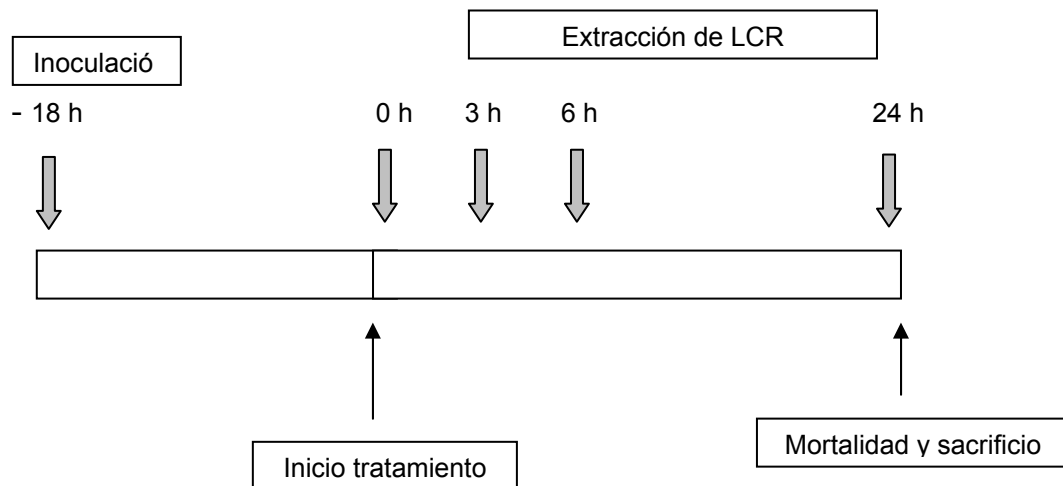 Extracción de LCR
Inoculació
- 18 h 0 h 3 h 6 h 24 h
Mortalidad y sacrificio
Inicio tratamiento